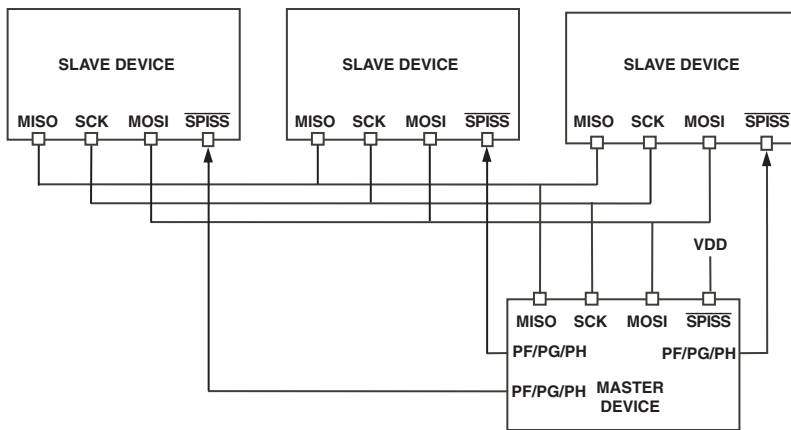 SLAVE DEVICE
MISO SCK MOSI SPISS
SLAVE DEVICE
MISO SCK MOSI SPISS
SLAVE DEVICE
MISO SCK MOSI SPISS
VDD
MISO SCK MOSI SPISS
PF/PG/PH PF/PG/PH
PF/PG/PH MASTER
DEVICE